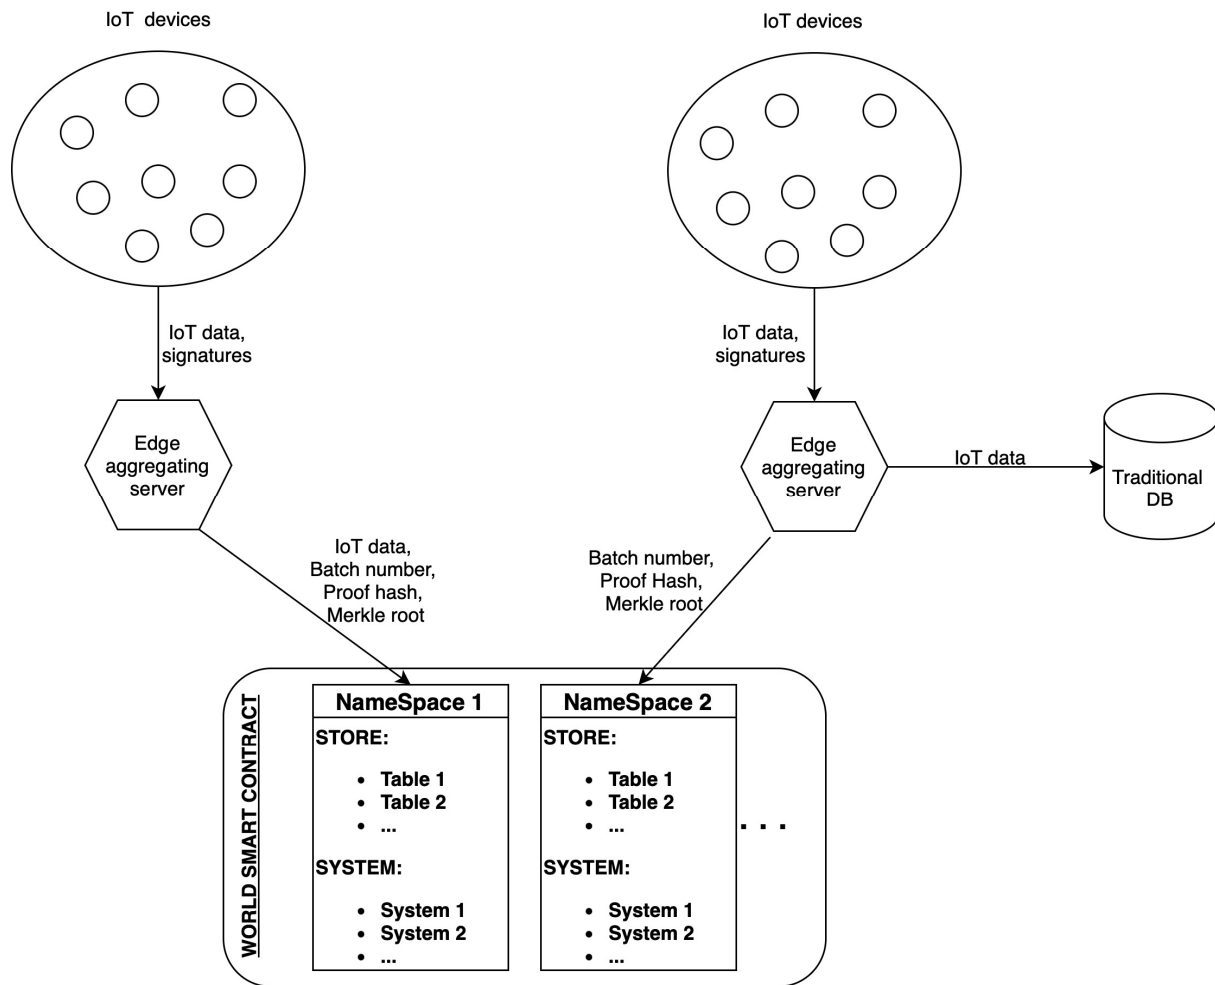 IoT devices
IoT devices
IoT data,
signatures
IoT data,
signatures
Edge
aggregating
server
Edge
aggregating
server
IoT data
Traditional
DB
IoT data,
Batch number,
Proof hash,
Merkle root
Batch number,
Proof Hash,
Merkle root
WORLD SMART CONTRACT
NameSpace 1
STORE:
• Table 1
• Table 2
• ...
SYSTEM:
• System 1
• System 2
• ...
NameSpace 2
STORE:
• Table 1
• Table 2
• ...
SYSTEM:
• System 1
• System 2
• ...
. . .